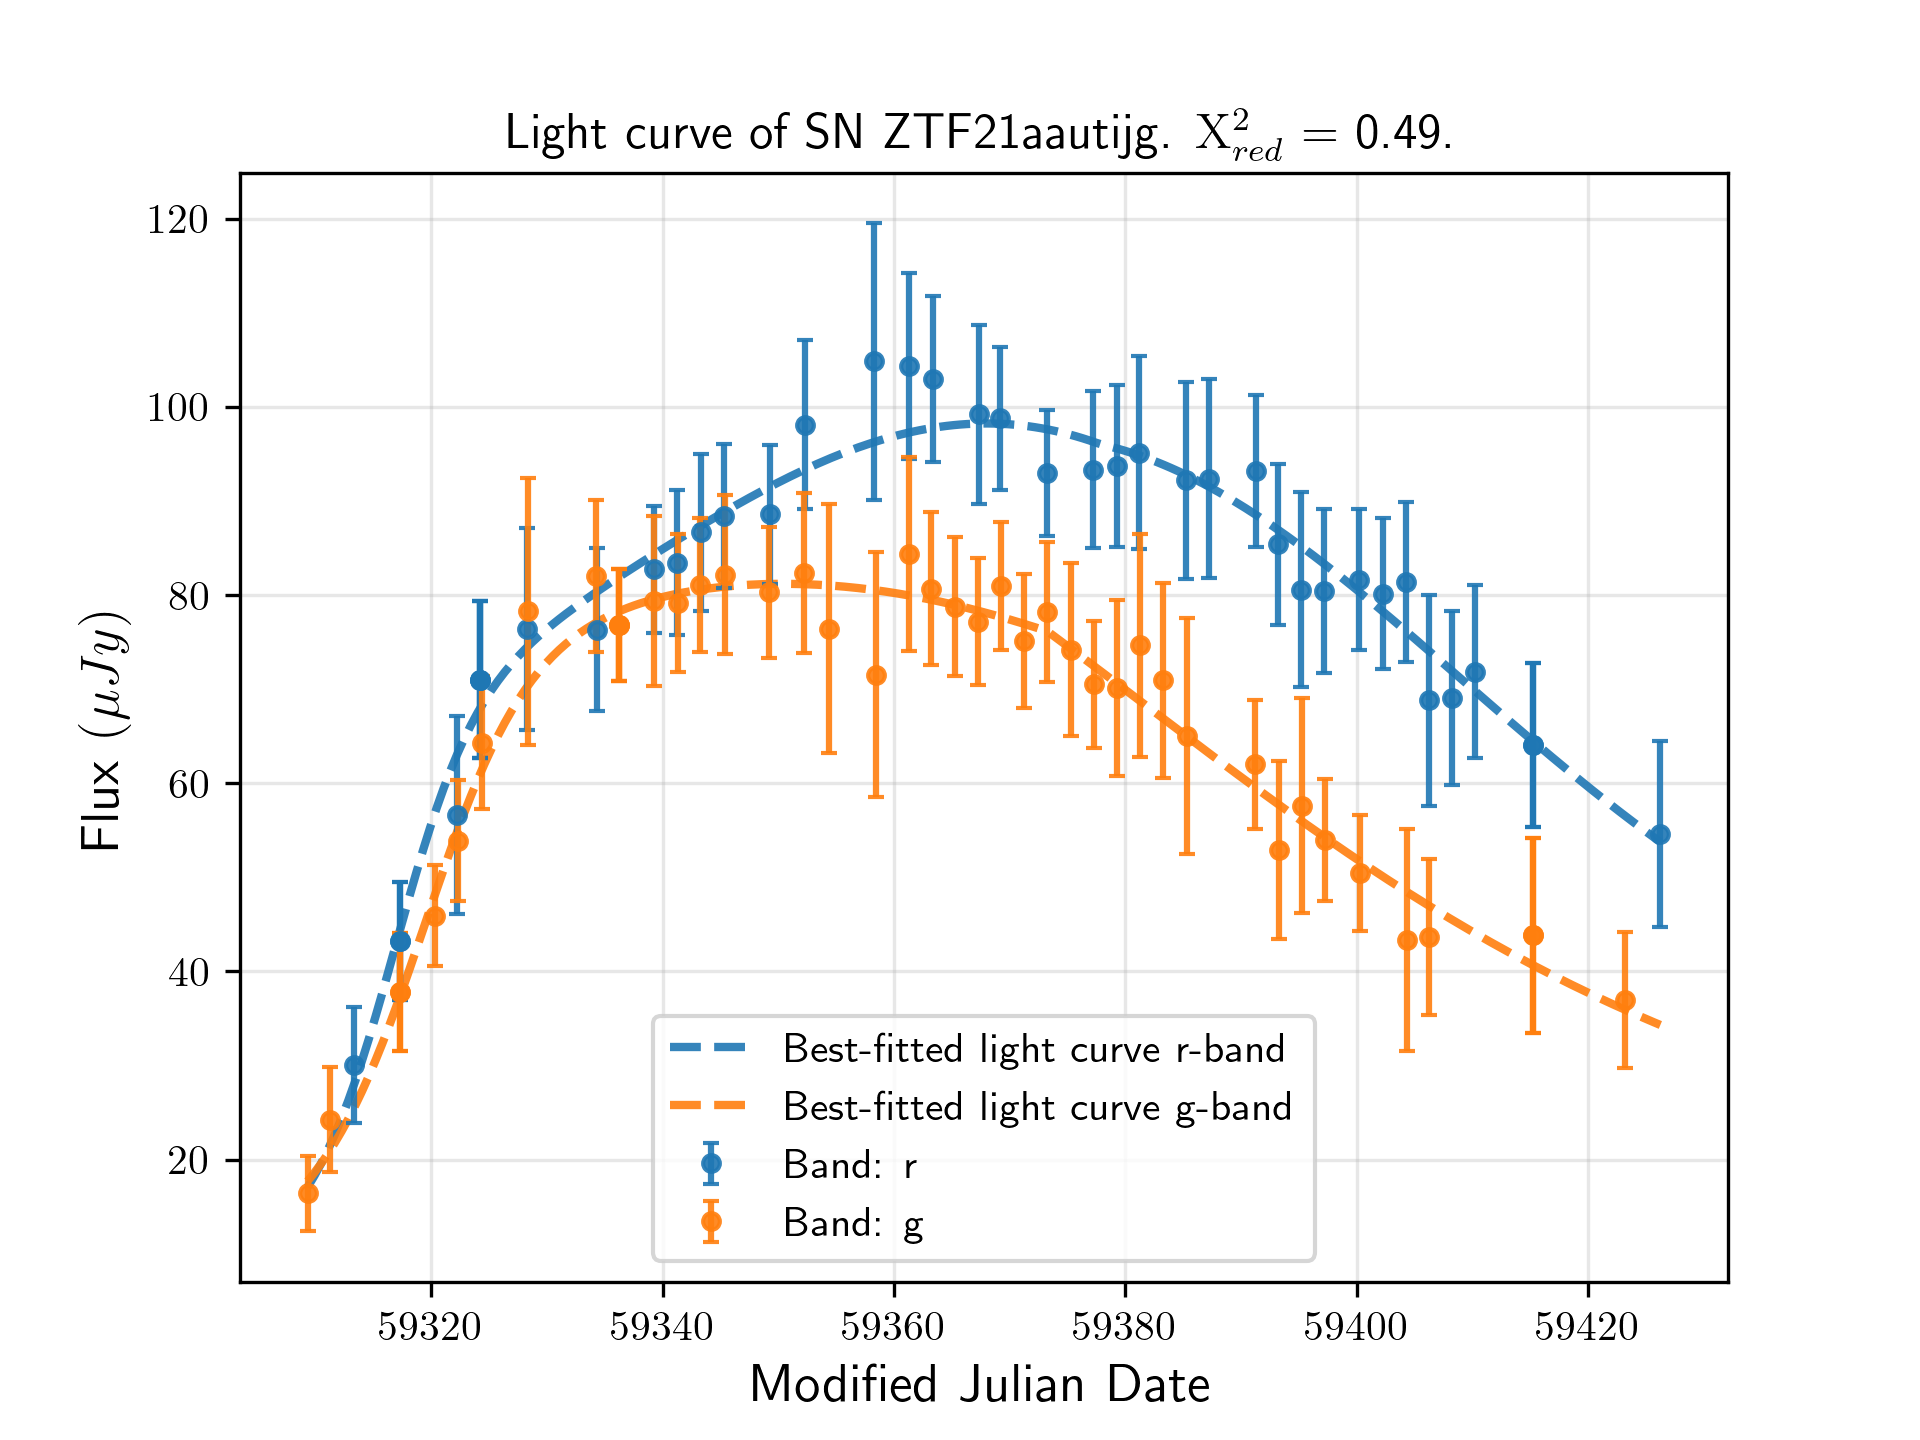 Light curve of SN ZTF21aautijg. X²_red = 0.49.
120
100
80
60
40
20
Flux (μJy)
Best-fitted light curve r-band
Best-fitted light curve g-band
Band: r
Band: g
59320 59340 59360 59380 59400 59420
Modified Julian Date